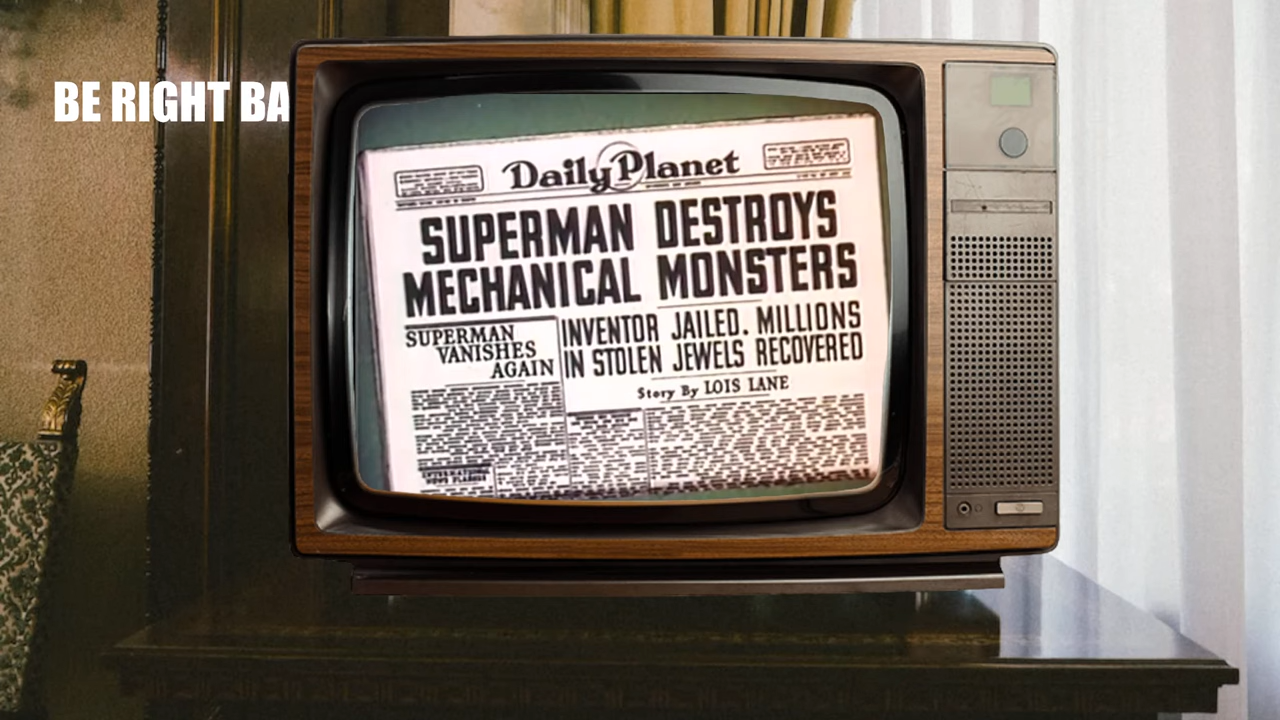 BE RIGHT BA
Daily Planet
SUPERMAN DESTROYS
MECHANICAL MONSTERS
SUPERMAN
VANISHES
AGAIN
INVENTOR JAILED. MILLIONS
IN STOLEN JEWELS RECOVERED
Story By LOIS LANE